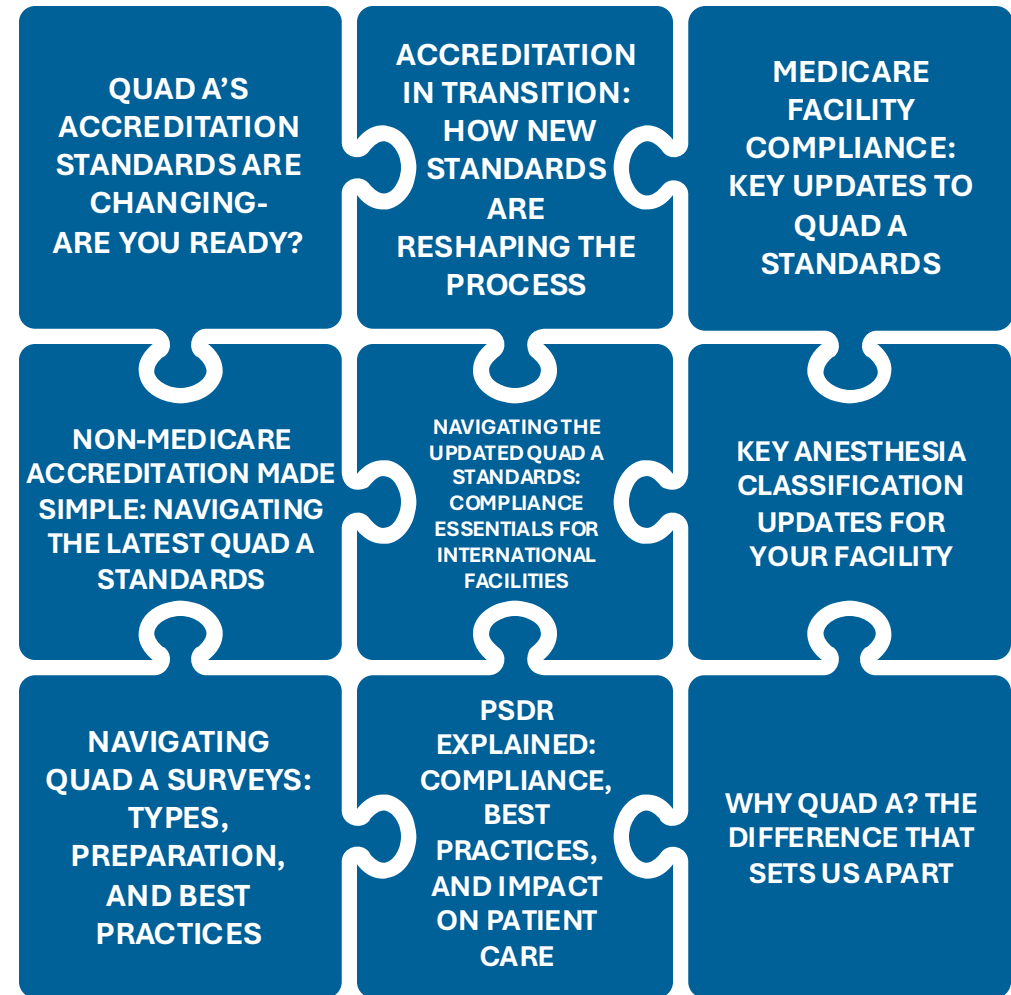 QUAD A’S
ACCREDITATION
STANDARDS ARE
CHANGING-
ARE YOU READY?
ACCREDITATION
IN TRANSITION:
HOW NEW
STANDARDS
ARE
RESHAPING THE
PROCESS
MEDICARE
FACILITY
COMPLIANCE:
KEY UPDATES TO
QUAD A
STANDARDS
NON-MEDICARE
ACCREDITATION MADE
SIMPLE: NAVIGATING
THE LATEST QUAD A
STANDARDS
NAVIGATING THE
UPDATED QUAD A
STANDARDS:
COMPLIANCE
ESSENTIALS FOR
INTERNATIONAL
FACILITIES
KEY ANESTHESIA
CLASSIFICATION
UPDATES FOR
YOUR FACILITY
NAVIGATING
QUAD A SURVEYS:
TYPES,
PREPARATION,
AND BEST
PRACTICES
PSDR
EXPLAINED:
COMPLIANCE,
BEST
PRACTICES,
AND IMPACT
ON PATIENT
CARE
WHY QUAD A? THE
DIFFERENCE THAT
SETS US APART